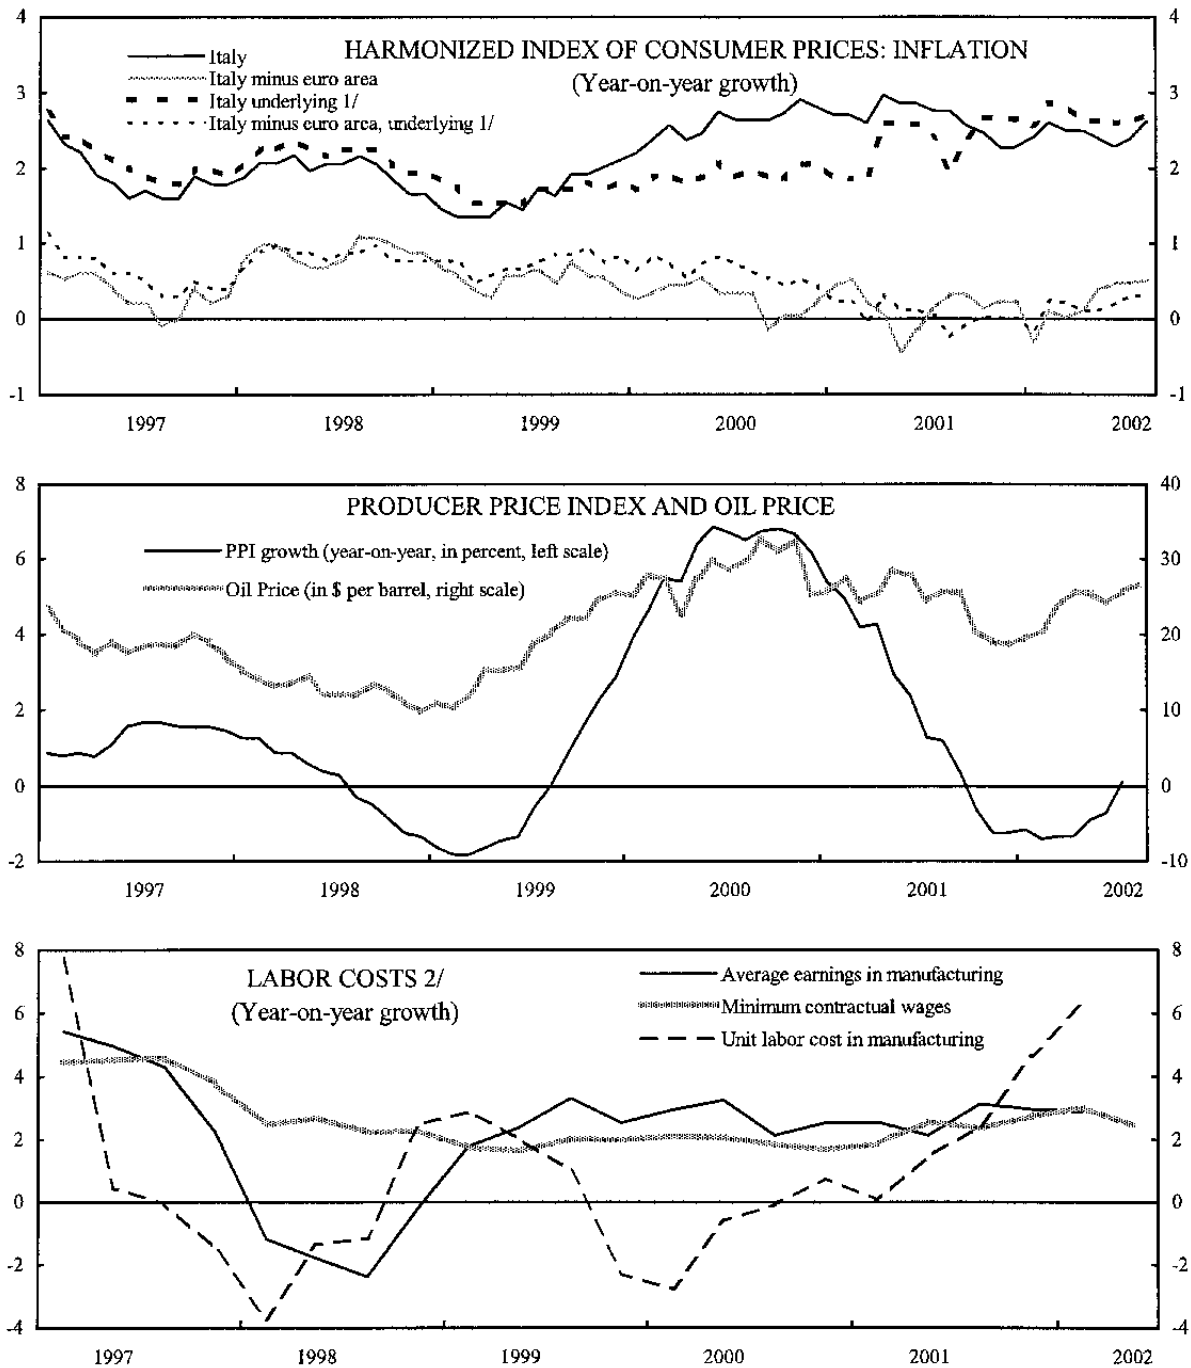 HARMONIZED INDEX OF CONSUMER PRICES: INFLATION
(Year-on-year growth)
Italy
Italy minus euro area
Italy underlying 1/
Italy minus euro area, underlying 1/
4 4
3 3
2 2
1 1
0 0
-1 -1
1997 1998 1999 2000 2001 2002
PRODUCER PRICE INDEX AND OIL PRICE
PPI growth (year-on-year, in percent, left scale)
Oil Price (in $ per barrel, right scale)
8 40
6 30
4 20
2 10
0 0
-2 -10
1997 1998 1999 2000 2001 2002
LABOR COSTS 2/
(Year-on-year growth)
Average earnings in manufacturing
Minimum contractual wages
Unit labor cost in manufacturing
8 8
6 6
4 4
2 2
0 0
-2 -2
-4 -4
1997 1998 1999 2000 2001 2002